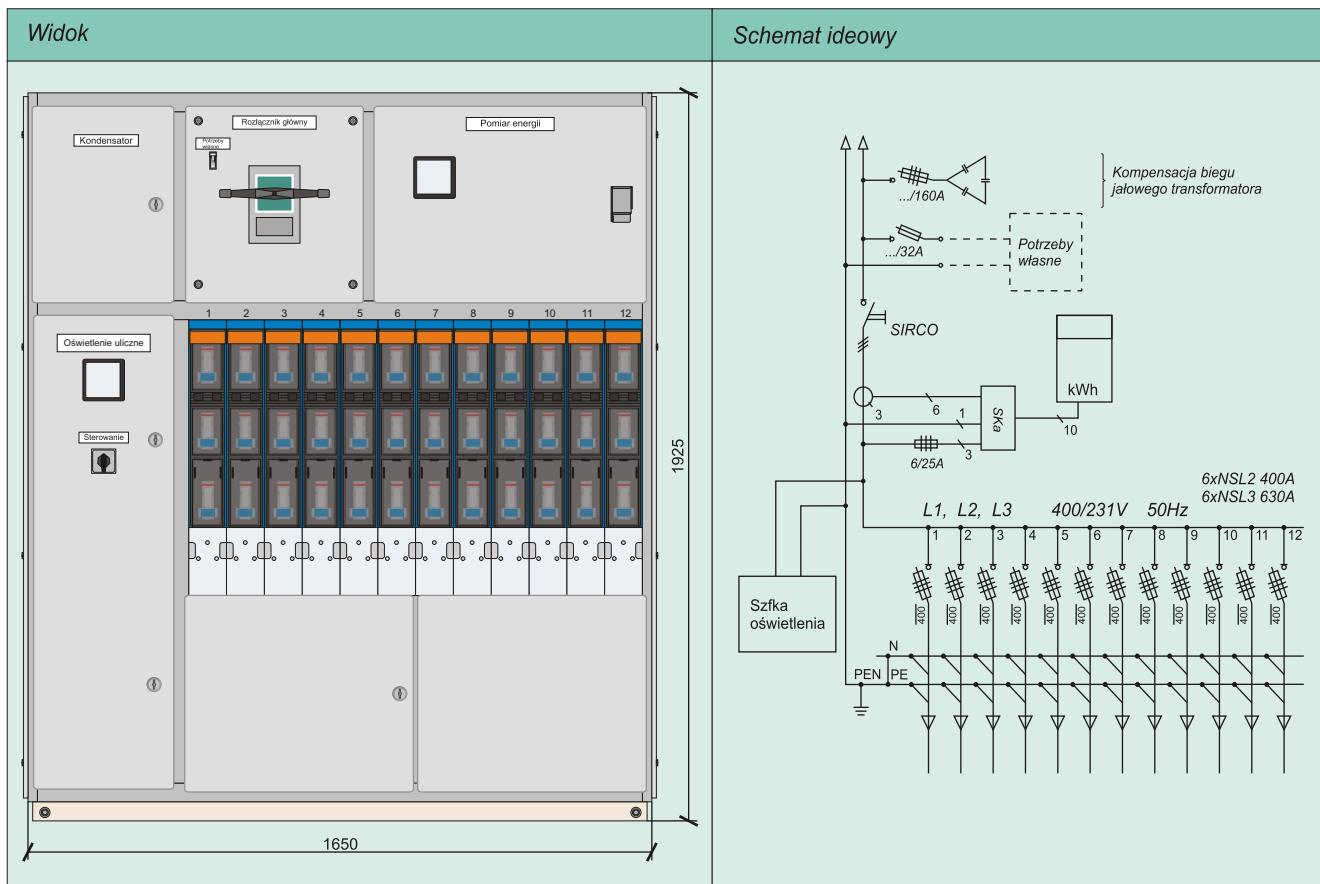 Widok
Schemat ideowy
Kondensator
Rozłącznik główny
Potrzeby
własne
Pomiar energii
1 2 3 4 5 6 7 8 9 10 11 12
Oświetlenie uliczne
Sterowanie
1925
1650
.../160A
Kompensacja biegu
jałowego transformatora
.../32A
Potrzeby
własne
SIRCO
kWh
3
6
1
SKa
10
6/25A
3
6xNSL2 400A
6xNSL3 630A
L1, L2, L3 400/231V 50Hz
1 2 3 4 5 6 7 8 9 10 11 12
400 400 400 400 400 400 400 400 400 400 400 400
Szfka
oświetlenia
N
PEN PE